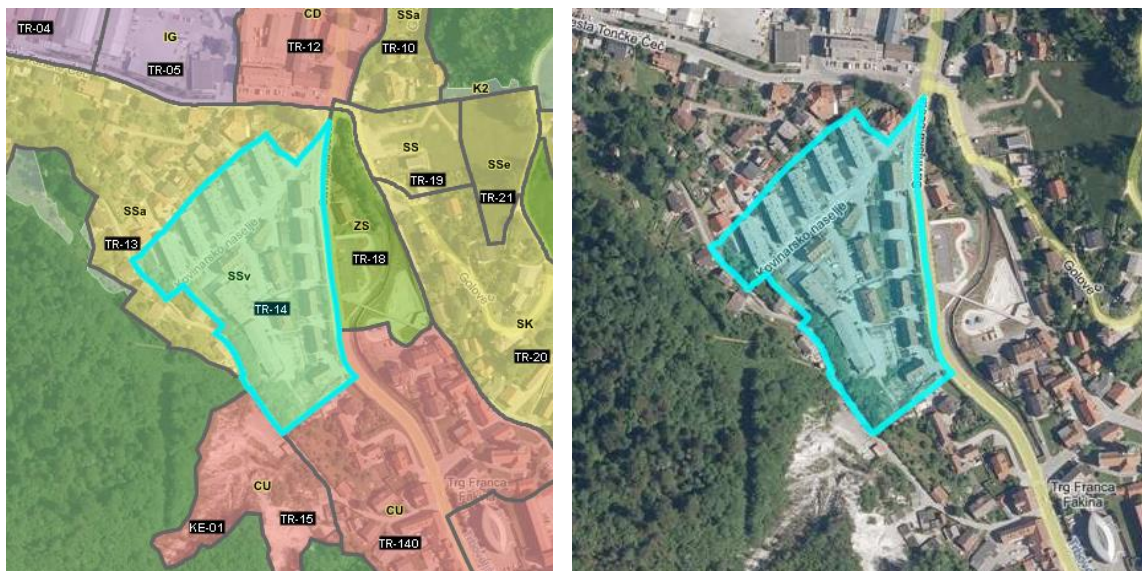 TR-04
IG
TR-05
CD
TR-12
SSa
TR-10
K2
SS
TR-19
SSe
TR-21
SSa
TR-13
ZS
TR-18
Kovinarsko naselje
SSv
TR-14
Golovec
SK
TR-20
CU
KE-01
TR-15
CU
TR-140
Trg Franca
Fakina
Cesta Tončke Čeč
Kovinarsko naselje
Golovec
Trg Franca
Fakina